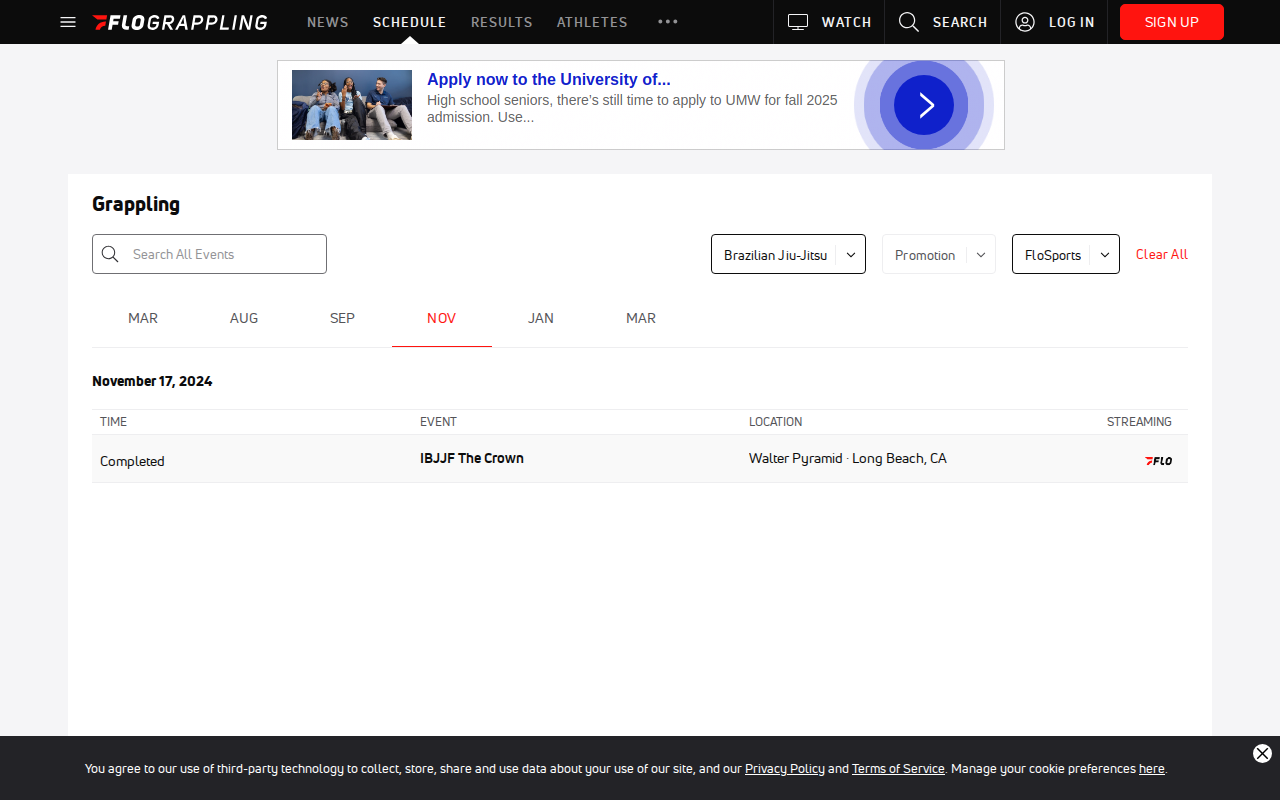 FLOGRAPPLING NEWS SCHEDULE RESULTS ATHLETES WATCH SEARCH LOG IN SIGN UP
Apply now to the University of...
High school seniors, there's still time to apply to UMW for fall 2025
admission. Use...
Grappling
Search All Events Brazilian Jiu-Jitsu Promotion FloSports Clear All
MAR AUG SEP NOV JAN MAR
November 17, 2024
TIME EVENT LOCATION STREAMING
Completed IBJJF The Crown Walter Pyramid · Long Beach, CA FLO
You agree to our use of third-party technology to collect, store, share and use data about your use of our site, and our Privacy Policy and Terms of Service. Manage your cookie preferences here.